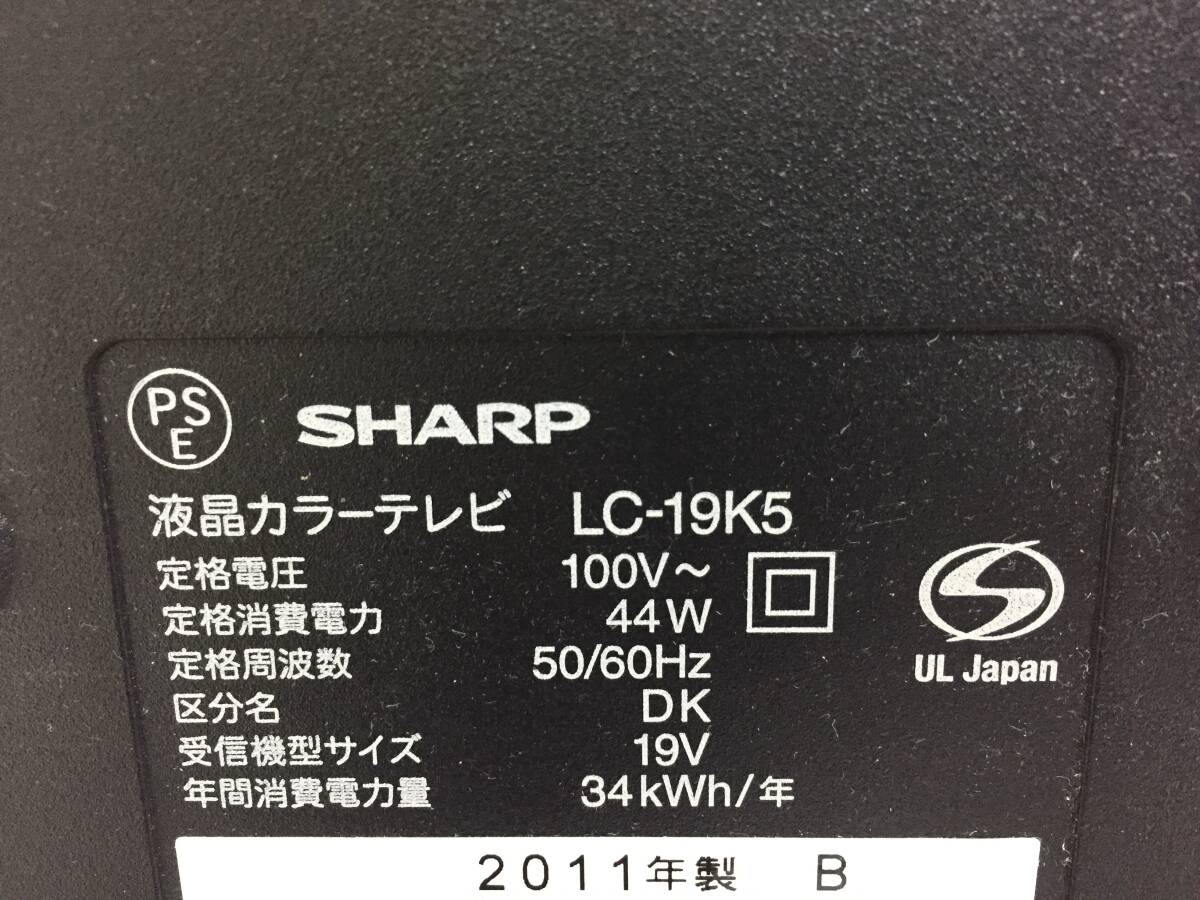 PS
E
SHARP
液晶カラーテレビ LC-19K5
定格電圧 100V～
定格消費電力 44W
定格周波数 50/60Hz
区分名 DK
受信機型サイズ 19V
年間消費電力量 34kWh/年
UL Japan
2011年製 B